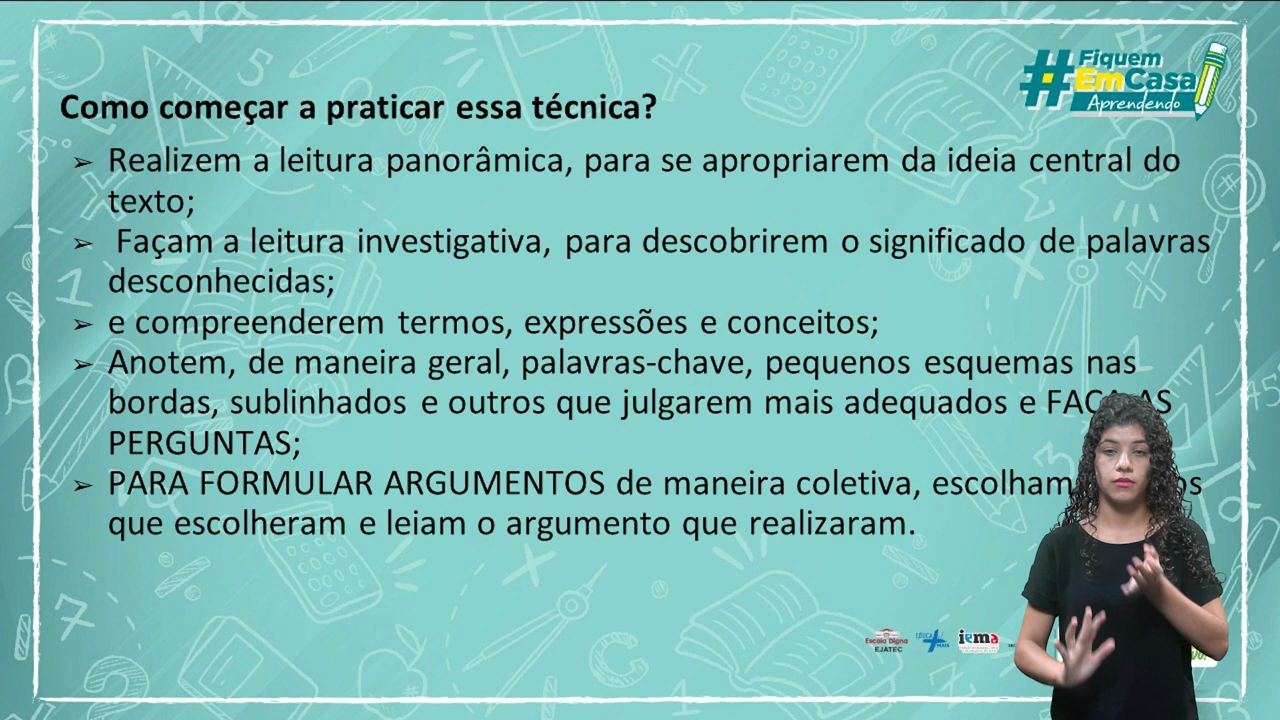 #Fiquem
EmCasa
Aprendendo
Como começar a praticar essa técnica?
➢ Realizem a leitura panorâmica, para se apropriarem da ideia central do
texto;
➢ Façam a leitura investigativa, para descobrirem o significado de palavras
desconhecidas;
➢ e compreenderem termos, expressões e conceitos;
➢ Anotem, de maneira geral, palavras-chave, pequenos esquemas nas
bordas, sublinhados e outros que julgarem mais adequados e AS
PERGUNTAS;
➢ PARA FORMULAR ARGUMENTOS de maneira coletiva, escolham
que escolheram e leiam o argumento que realizaram.
Escola Digna
EJATEC
EDUCA
MAIS
iema